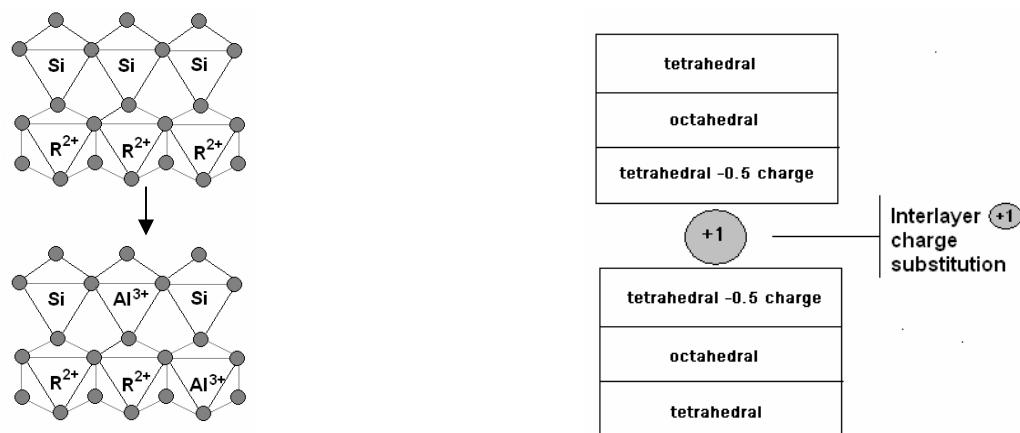 Si Si Si
R²⁺ R²⁺ R²⁺
Si Al³⁺ Si
R²⁺ R²⁺ Al³⁺
tetrahedral
octahedral
tetrahedral -0.5 charge
+1
Interlayer +1
charge
substitution
tetrahedral -0.5 charge
octahedral
tetrahedral